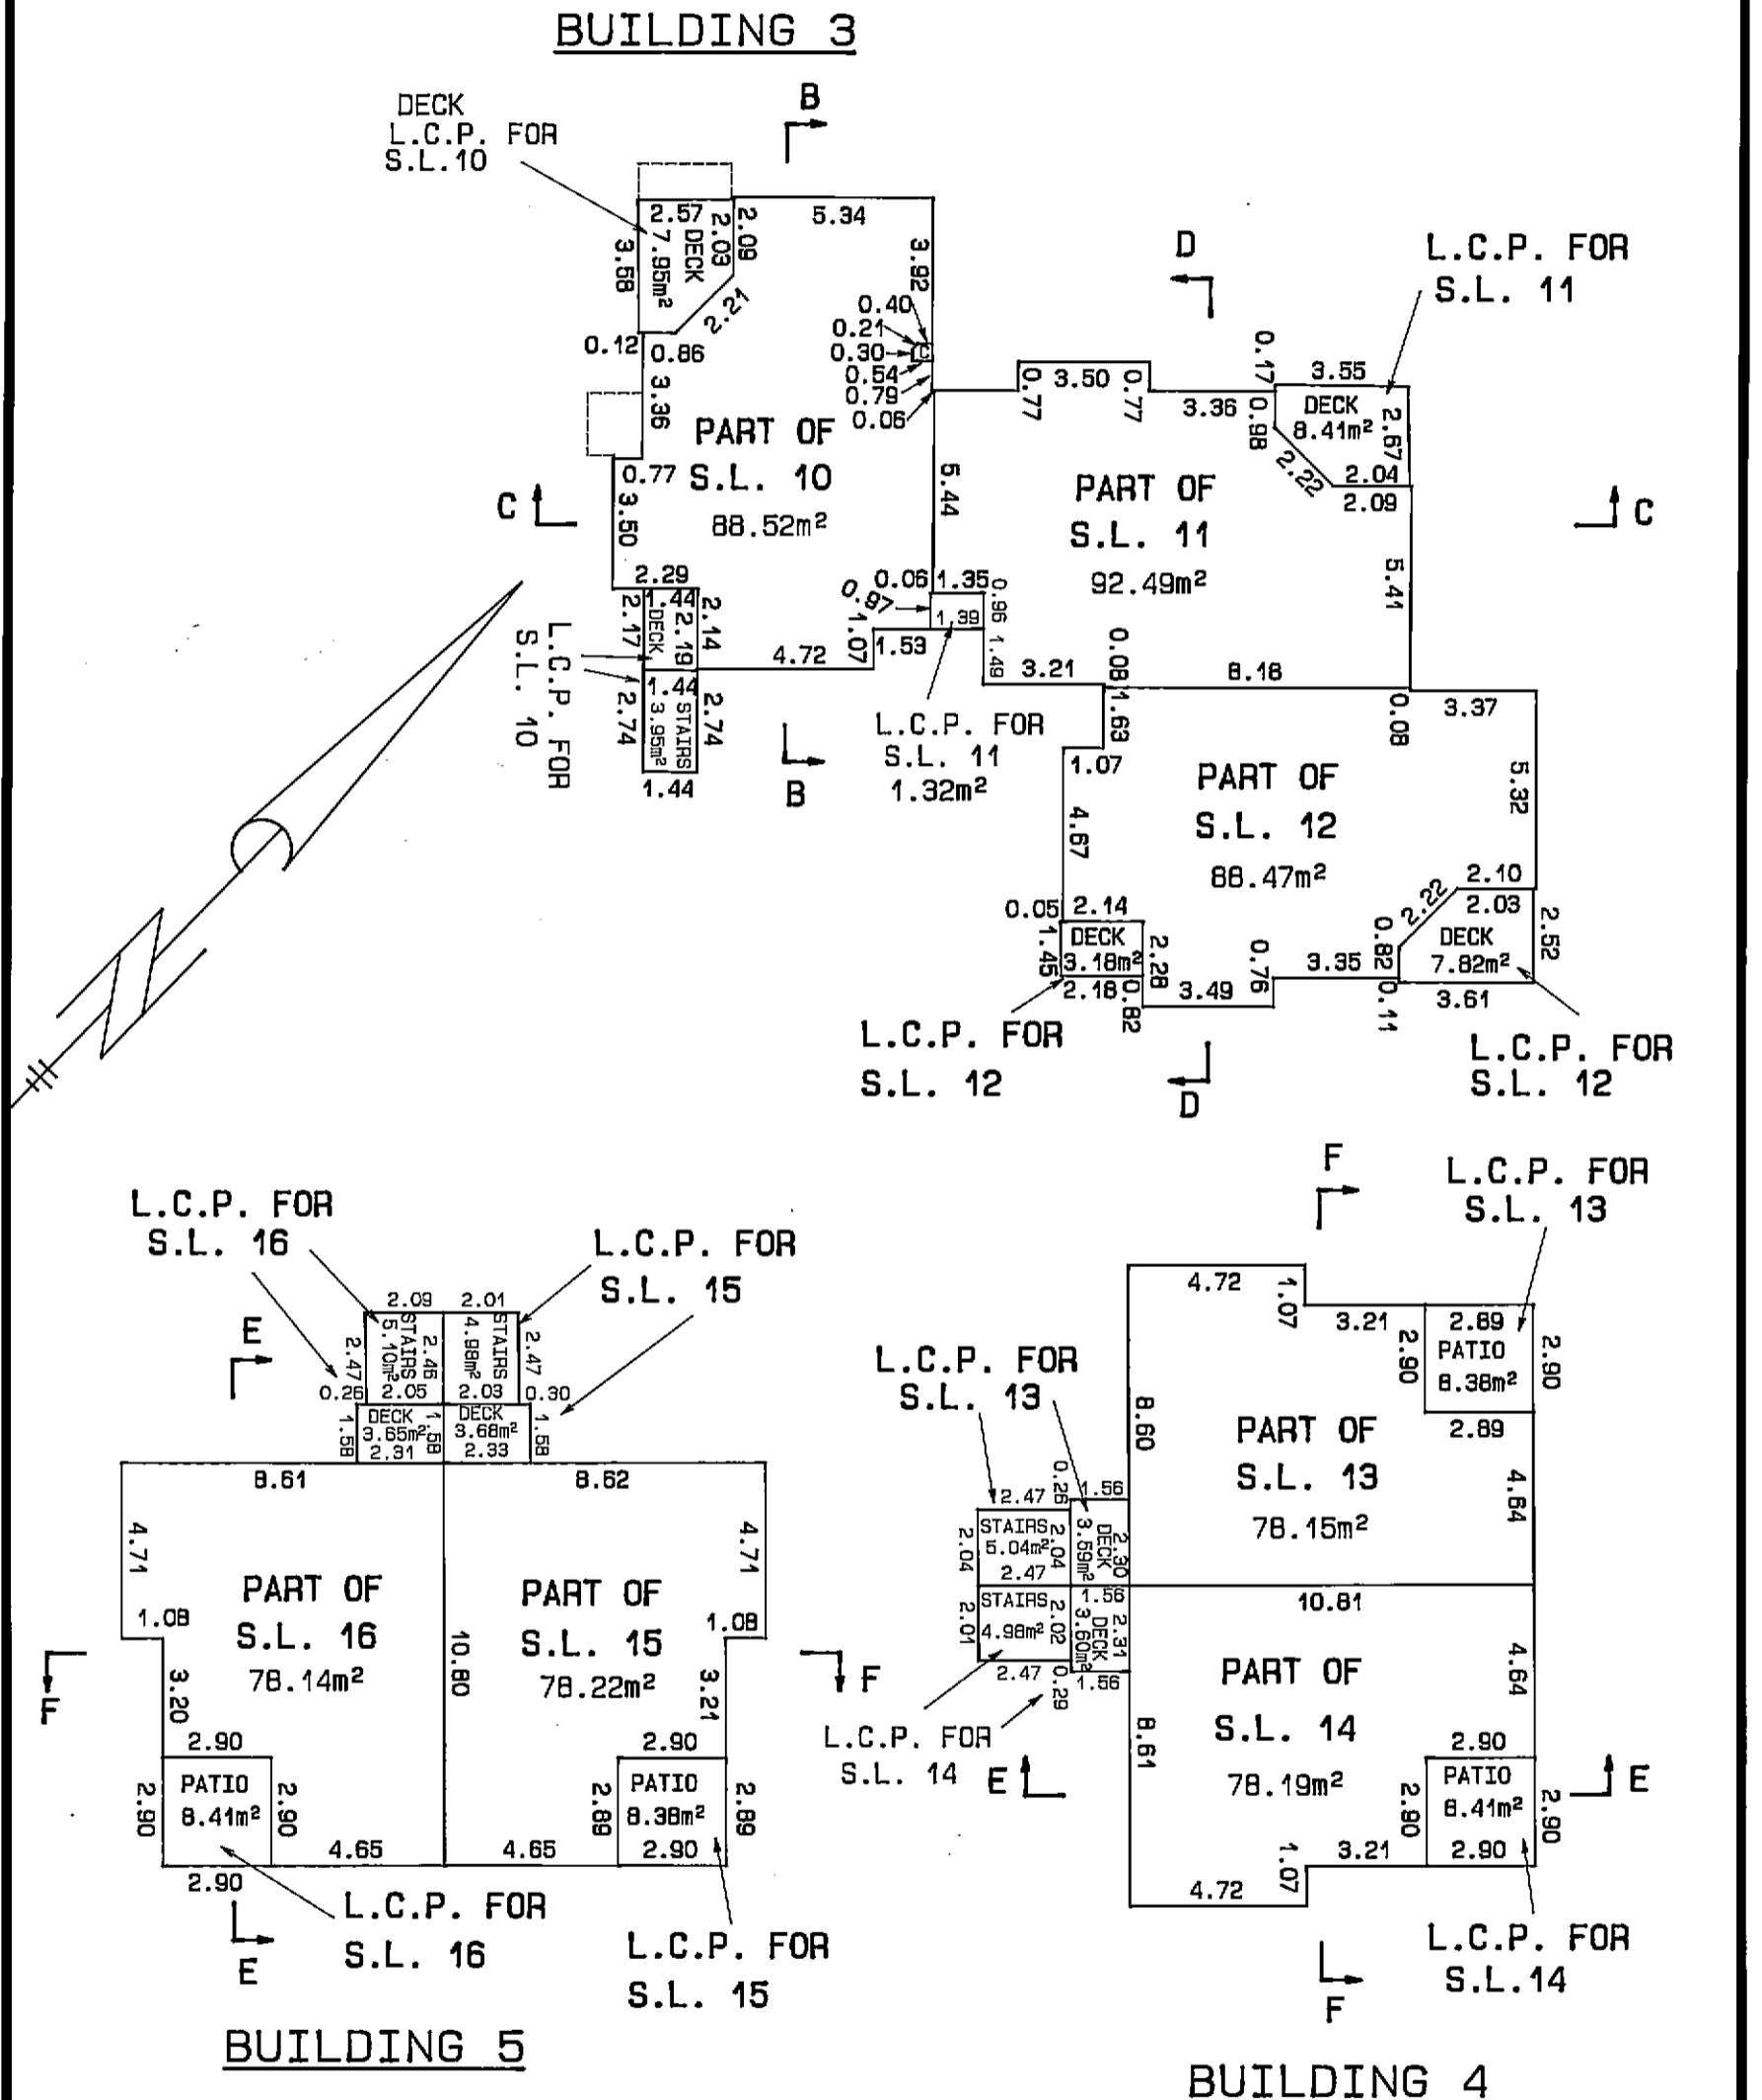 BUILDING 3
B
DECK
L.C.P. FOR
S.L.10
2.57
2.03
2.09
5.34
3.58
7.95m²
DECK
2.21
3.92
0.40
0.21
0.30
C
0.54
0.79
0.06
0.12
0.86
3.36
PART OF
S.L. 10
88.52m²
0.77
3.50
C
5.44
2.29
1.44
2.17
DECK
2.19
2.14
L.C.P. FOR
S.L. 10
1.44
2.74
3.95m²
STAIRS
2.74
1.44
4.72
1.07
1.53
0.97
0.06
1.35
1.39
0.96
1.49
B
L.C.P. FOR
S.L. 11
1.32m²
D
L.C.P. FOR
S.L. 11
0.77
3.50
0.77
3.36
0.17
3.55
0.98
DECK
8.41m²
2.67
2.22
2.04
2.09
PART OF
S.L. 11
92.49m²
C
5.41
3.21
0.08
8.18
1.63
1.07
0.08
3.37
PART OF
S.L. 12
88.47m²
5.32
4.67
0.05
2.14
1.45
DECK
3.18m²
2.28
2.18
0.82
3.49
0.76
3.35
0.82
0.11
2.22
2.10
2.03
DECK
7.82m²
2.52
3.61
L.C.P. FOR
S.L. 12
L.C.P. FOR
S.L. 12
D
N
L.C.P. FOR
S.L. 16
L.C.P. FOR
S.L. 15
E
2.09
2.01
2.47
5.10m²
STAIRS
2.46
4.98m²
STAIRS
2.47
0.26
2.05
2.03
0.30
1.58
DECK
3.65m²
2.31
1.58
DECK
3.68m²
2.33
1.58
8.61
8.62
4.71
4.71
PART OF
S.L. 16
78.14m²
PART OF
S.L. 15
78.22m²
1.08
1.08
10.80
F
F
3.20
3.21
2.90
2.90
2.90
PATIO
8.41m²
2.90
2.89
PATIO
8.38m²
2.89
4.65
4.65
2.90
2.90
L.C.P. FOR
S.L. 16
L.C.P. FOR
S.L. 15
E
BUILDING 5
F
L.C.P. FOR
S.L. 13
4.72
1.07
3.21
2.89
2.90
PATIO
8.38m²
2.90
2.89
L.C.P. FOR
S.L. 13
8.60
PART OF
S.L. 13
78.15m²
4.64
0.26
1.56
2.47
2.04
STAIRS
5.04m²
2.04
2.47
3.59m²
DECK
2.30
10.81
2.01
STAIRS
4.98m²
2.02
2.47
1.56
3.60m²
DECK
2.31
1.56
0.29
L.C.P. FOR
S.L. 14
8.61
PART OF
S.L. 14
78.19m²
4.64
E
E
2.90
2.90
PATIO
8.41m²
2.90
2.90
3.21
1.07
4.72
L.C.P. FOR
S.L.14
F
BUILDING 4